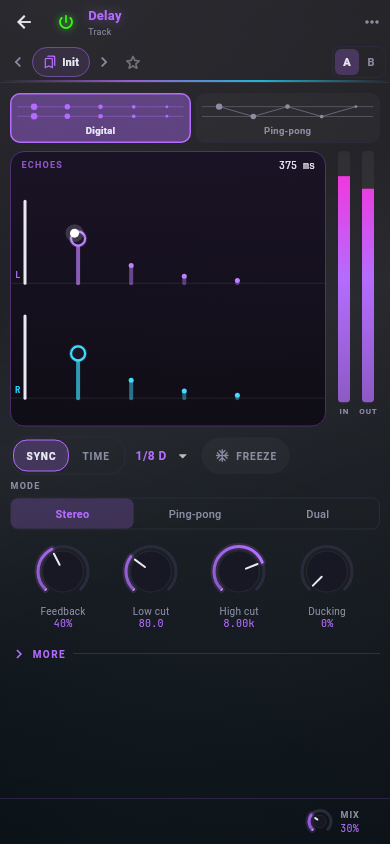 Delay
Track
Init
A B
Digital
Ping-pong
ECHOES
375 ms
L
R
IN OUT
SYNC TIME 1/8 D FREEZE
MODE
Stereo Ping-pong Dual
Feedback Low cut High cut Ducking
40% 80.0 8.00k 0%
MORE
MIX
30%